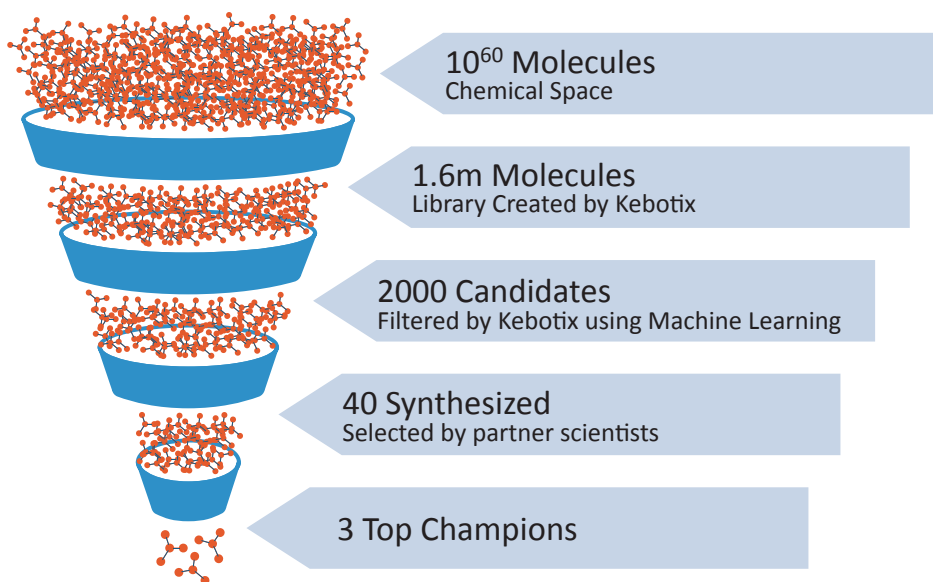 10⁶⁰ Molecules
Chemical Space
1.6m Molecules
Library Created by Kebotix
2000 Candidates
Filtered by Kebotix using Machine Learning
40 Synthesized
Selected by partner scientists
3 Top Champions